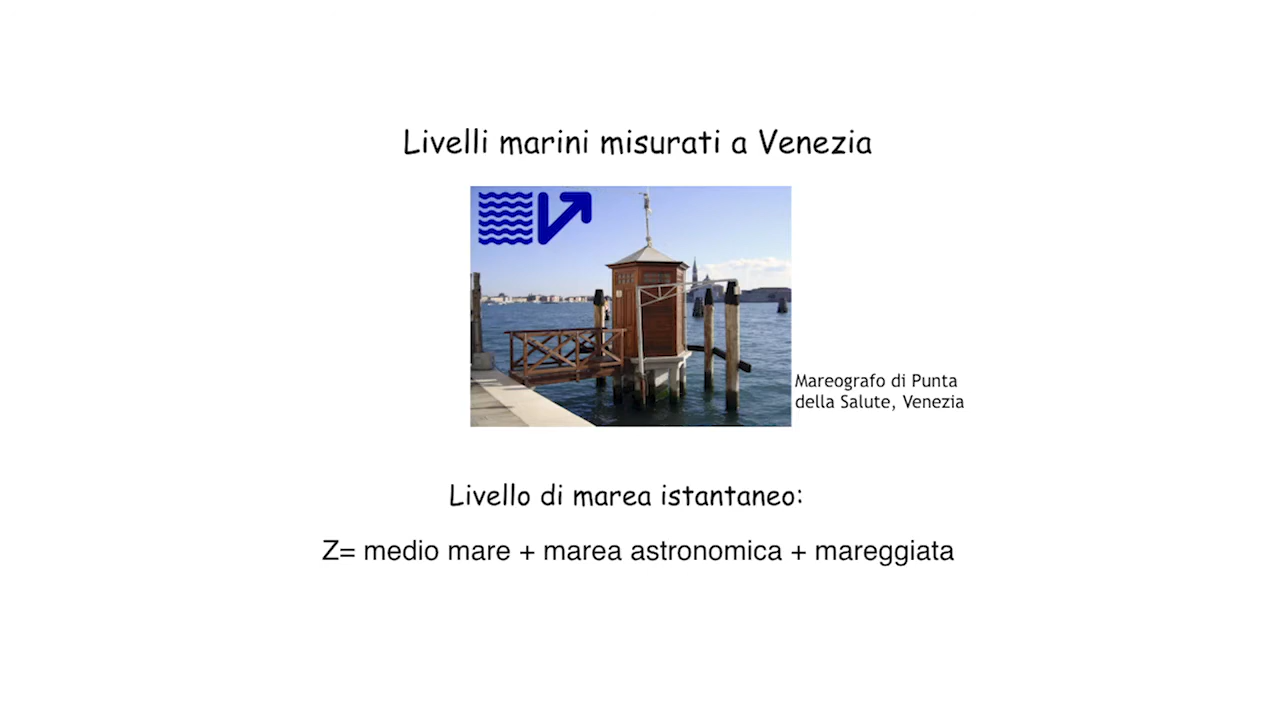 Livelli marini misurati a Venezia
Mareografo di Punta
della Salute, Venezia
Livello di marea istantaneo:
Z= medio mare + marea astronomica + mareggiata